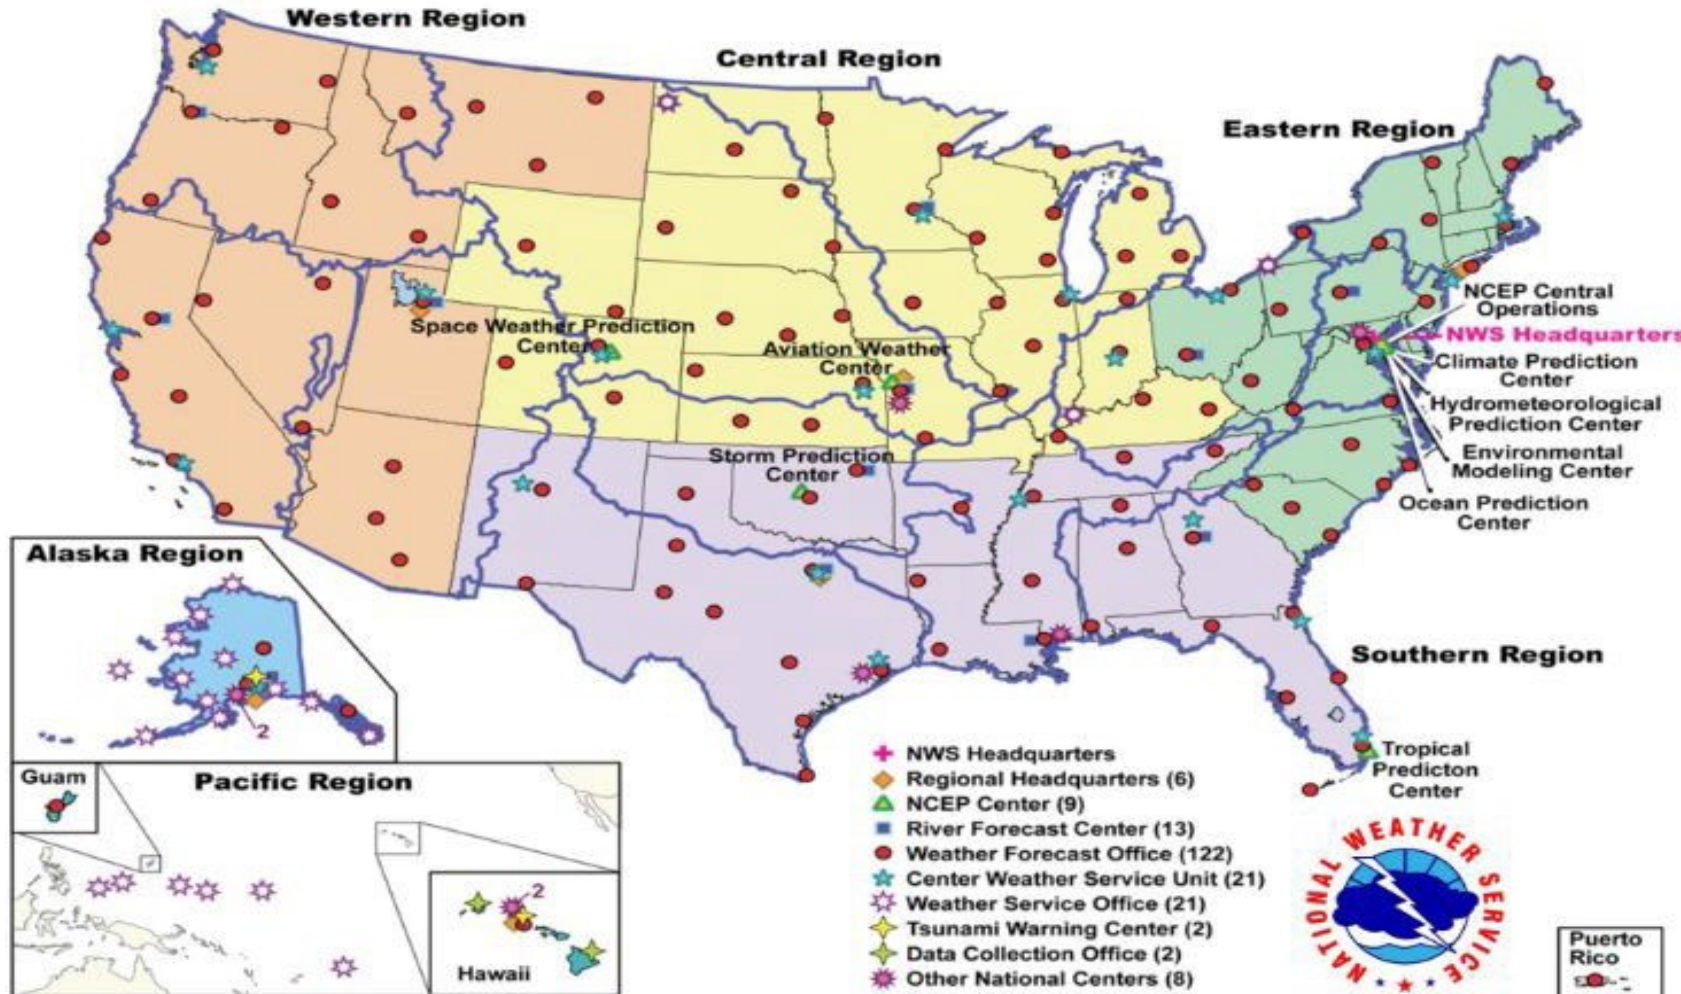 Western Region
Central Region
Eastern Region
NCEP Central
Operations
NWS Headquarters
Climate Prediction
Center
Hydrometeorological
Prediction Center
Environmental
Modeling Center
Ocean Prediction
Center
Space Weather Prediction
Center
Aviation Weather
Center
Storm Prediction
Center
Alaska Region
2
Southern Region
Tropical
Predicton
Center
Guam
Pacific Region
2
Hawaii
NWS Headquarters
Regional Headquarters (6)
NCEP Center (9)
River Forecast Center (13)
Weather Forecast Office (122)
Center Weather Service Unit (21)
Weather Service Office (21)
Tsunami Warning Center (2)
Data Collection Office (2)
Other National Centers (8)
NATIONAL WEATHER SERVICE
Puerto
Rico